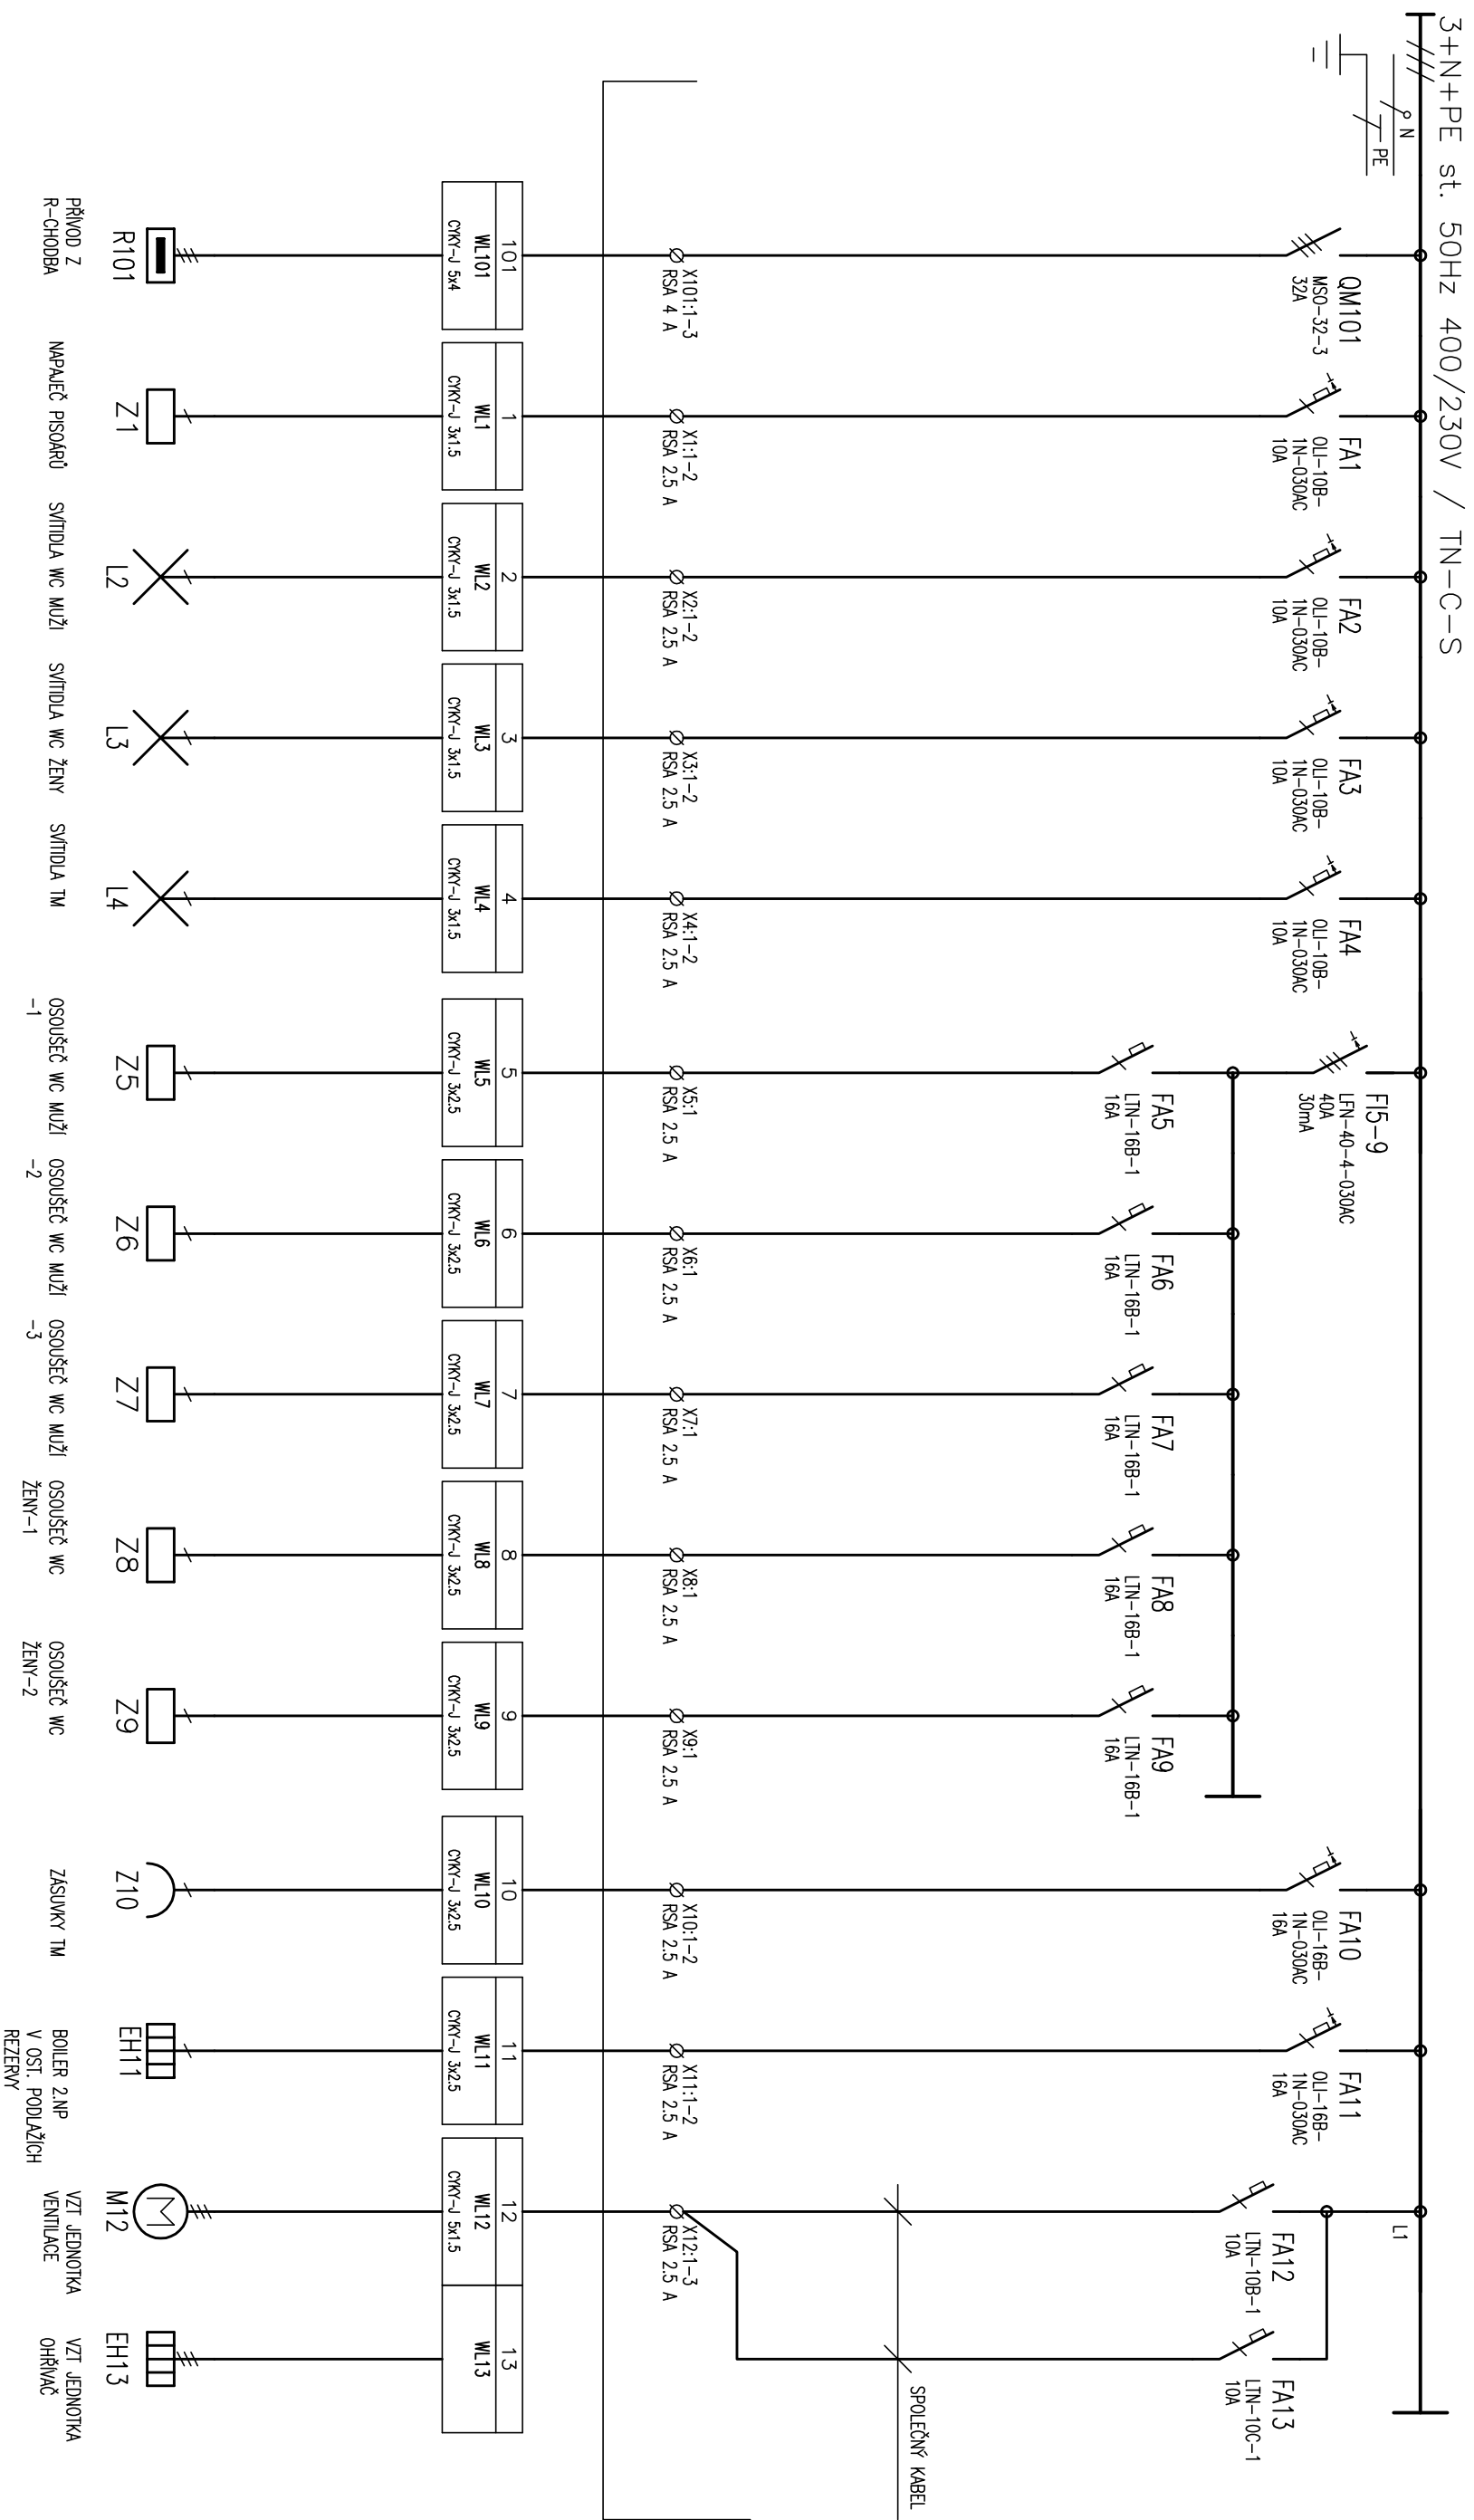 3+N+PE st. 50Hz 400/230V / TN-C-S
N
PE
QM101
MSO-32-3
32A
FA1
OLI-10B-
1N-030AC
10A
FA2
OLI-10B-
1N-030AC
10A
FA3
OLI-10B-
1N-030AC
10A
FA4
OLI-10B-
1N-030AC
10A
FI5-9
LFN-40-4-030AC
40A
30mA
FA5
LTN-16B-1
16A
FA6
LTN-16B-1
16A
FA7
LTN-16B-1
16A
FA8
LTN-16B-1
16A
FA9
LTN-16B-1
16A
FA10
OLI-16B-
1N-030AC
16A
FA11
OLI-16B-
1N-030AC
16A
L1
FA12
LTN-10B-1
10A
FA13
LTN-10C-1
10A
SPOLEČNÝ KABEL
X101:1-3
RSA 4 A
X1:1-2
RSA 2.5 A
X2:1-2
RSA 2.5 A
X3:1-2
RSA 2.5 A
X4:1-2
RSA 2.5 A
X5:1
RSA 2.5 A
X6:1
RSA 2.5 A
X7:1
RSA 2.5 A
X8:1
RSA 2.5 A
X9:1
RSA 2.5 A
X10:1-2
RSA 2.5 A
X11:1-2
RSA 2.5 A
X12:1-3
RSA 2.5 A
101
WL101
CYKY-J 5x4
1
WL1
CYKY-J 3x1.5
2
WL2
CYKY-J 3x1.5
3
WL3
CYKY-J 3x1.5
4
WL4
CYKY-J 3x1.5
5
WL5
CYKY-J 3x2.5
6
WL6
CYKY-J 3x2.5
7
WL7
CYKY-J 3x2.5
8
WL8
CYKY-J 3x2.5
9
WL9
CYKY-J 3x2.5
10
WL10
CYKY-J 3x2.5
11
WL11
CYKY-J 3x2.5
12
WL12
CYKY-J 5x1.5
13
WL13
R101
PŘÍVOD Z
R-CHODBA
Z1
NAPAJEČ PISOÁRŮ
L2
SVÍTIDLA WC MUŽI
L3
SVÍTIDLA WC ŽENY
L4
SVÍTIDLA TM
Z5
OSOUŠEČ WC MUŽI
-1
Z6
OSOUŠEČ WC MUŽI
-2
Z7
OSOUŠEČ WC MUŽI
-3
Z8
OSOUŠEČ WC
ŽENY-1
Z9
OSOUŠEČ WC
ŽENY-2
Z10
ZÁSUVKY TM
EH11
BOILER 2.NP
V OST. PODLAŽÍCH
REZERVY
M
M12
VZT JEDNOTKA
VENTILACE
EH13
VZT JEDNOTKA
OHŘÍVAČ